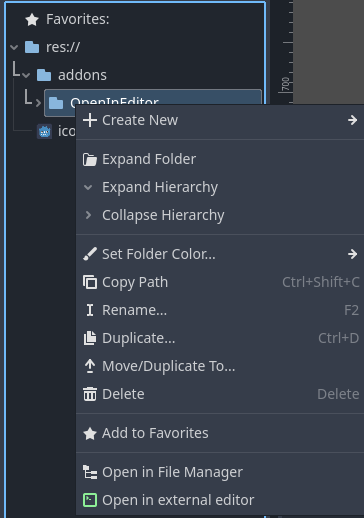 Favorites:
res://
addons
OpenInEditor
Create New
ico
Expand Folder
Expand Hierarchy
Collapse Hierarchy
Set Folder Color...
Copy Path Ctrl+Shift+C
Rename... F2
Duplicate... Ctrl+D
Move/Duplicate To...
Delete Delete
Add to Favorites
Open in File Manager
Open in external editor
700